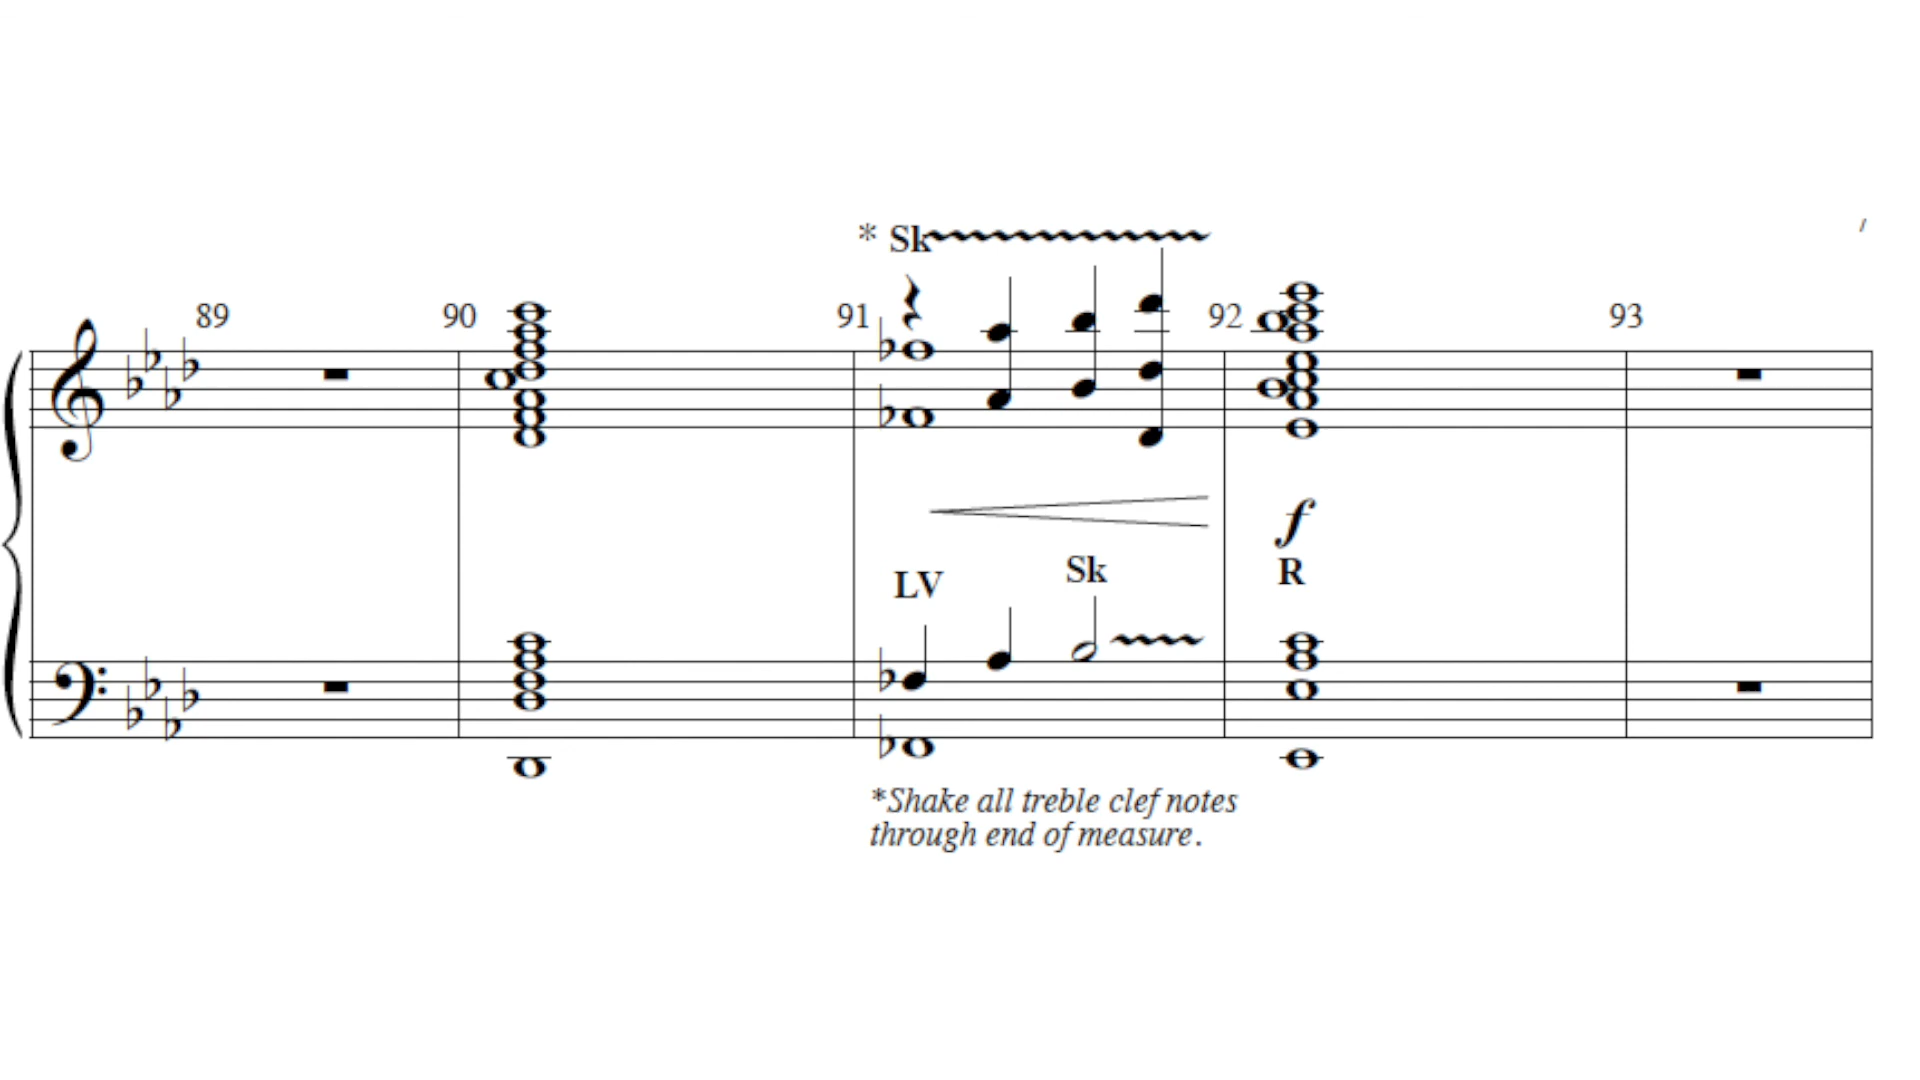 * Sk
89 90 91 92 93
f
LV Sk R
*Shake all treble clef notes
through end of measure.